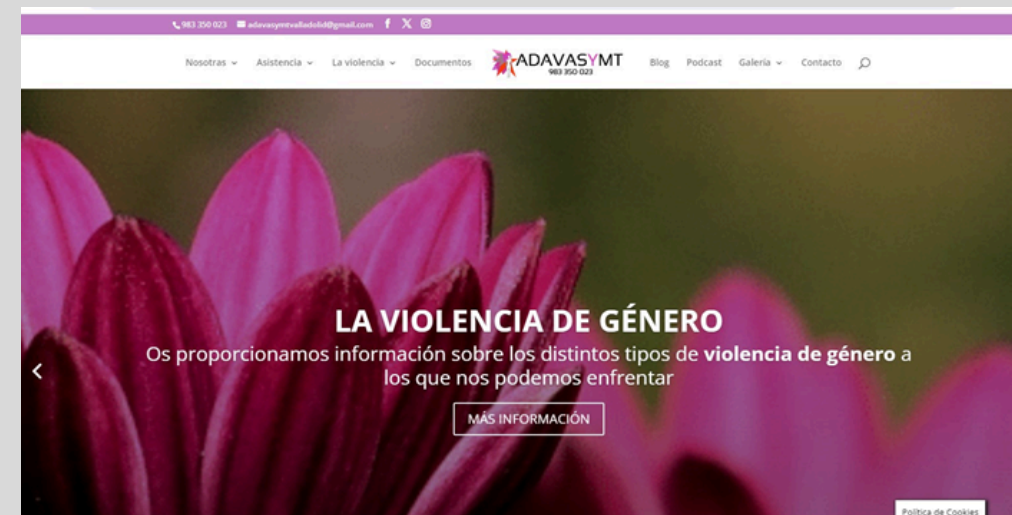 983 350 023 adavasymtvalladolid@gmail.com
Nosotras Asistencia La violencia Documentos ADAVASYMT Blog Podcast Galería Contacto
983 350 023
LA VIOLENCIA DE GÉNERO
Os proporcionamos información sobre los distintos tipos de violencia de género a
los que nos podemos enfrentar
MÁS INFORMACIÓN
Política de Cookies